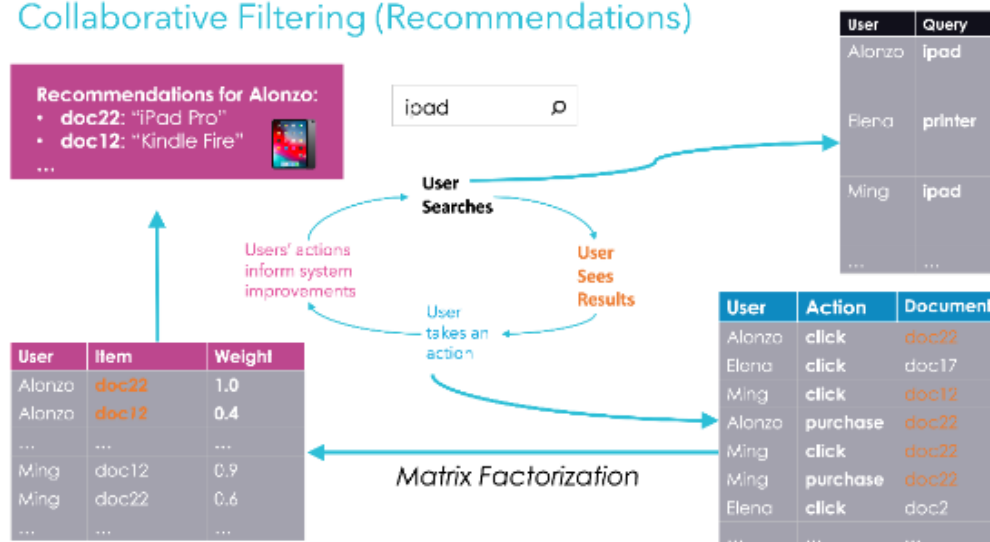 Collaborative Filtering (Recommendations)
Recommendations for Alonzo:
• doc22: "iPad Pro"
• doc12: "Kindle Fire"
...
ipad
User
Searches
User
Sees
Results
User
takes an
action
Users' actions
inform system
improvements
User Query
Alonzo ipad
Elena printer
Ming ipad
... ...
User Action Document
Alonzo click doc22
Elena click doc17
Ming click doc12
Alonzo purchase doc22
Ming click doc22
Ming purchase doc22
Elena click doc2
... ... ...
Matrix Factorization
User Item Weight
Alonzo doc22 1.0
Alonzo doc12 0.4
... ... ...
Ming doc12 0.9
Ming doc22 0.6
... ... ...